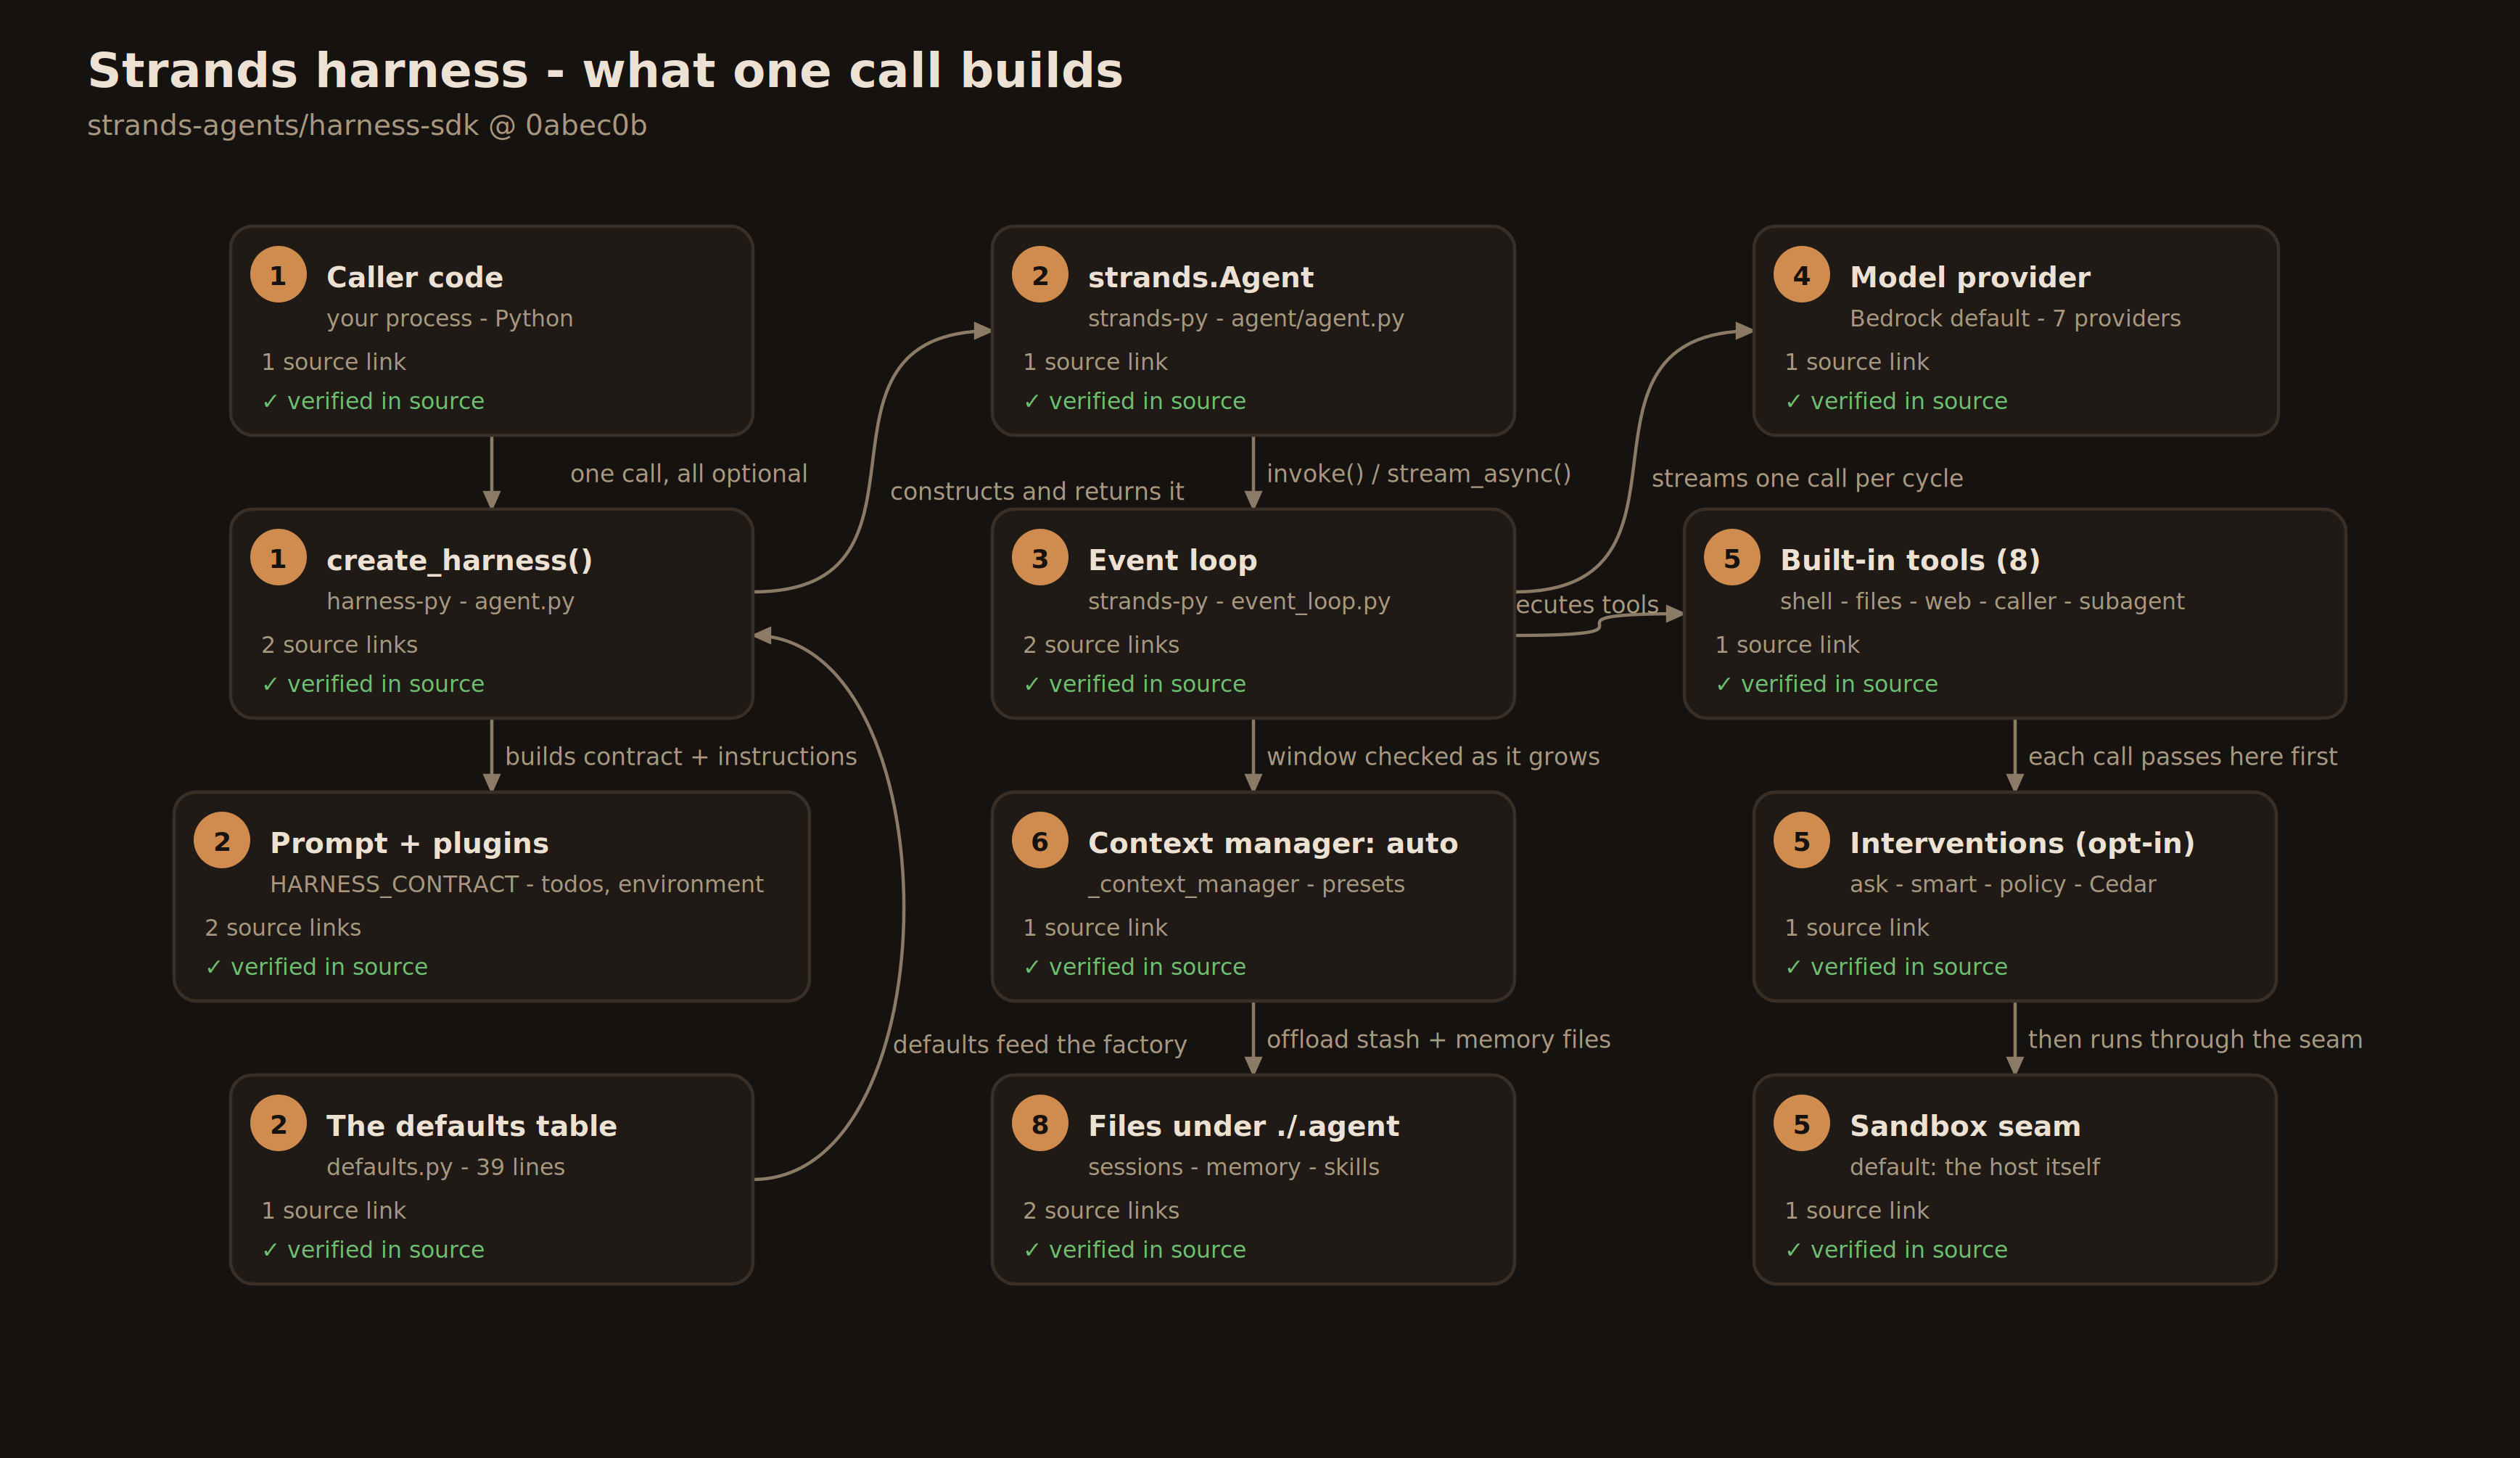 Strands harness - what one call builds
strands-agents/harness-sdk @ 0abec0b
1
Caller code
your process - Python
1 source link
✓ verified in source
2
strands.Agent
strands-py - agent/agent.py
1 source link
✓ verified in source
4
Model provider
Bedrock default - 7 providers
1 source link
✓ verified in source
one call, all optional
constructs and returns it
invoke() / stream_async()
streams one call per cycle
1
create_harness()
harness-py - agent.py
2 source links
✓ verified in source
3
Event loop
strands-py - event_loop.py
2 source links
✓ verified in source
ecutes tools
5
Built-in tools (8)
shell - files - web - caller - subagent
1 source link
✓ verified in source
builds contract + instructions
window checked as it grows
each call passes here first
2
Prompt + plugins
HARNESS_CONTRACT - todos, environment
2 source links
✓ verified in source
6
Context manager: auto
_context_manager - presets
1 source link
✓ verified in source
5
Interventions (opt-in)
ask - smart - policy - Cedar
1 source link
✓ verified in source
defaults feed the factory
offload stash + memory files
then runs through the seam
2
The defaults table
defaults.py - 39 lines
1 source link
✓ verified in source
8
Files under ./.agent
sessions - memory - skills
2 source links
✓ verified in source
5
Sandbox seam
default: the host itself
1 source link
✓ verified in source